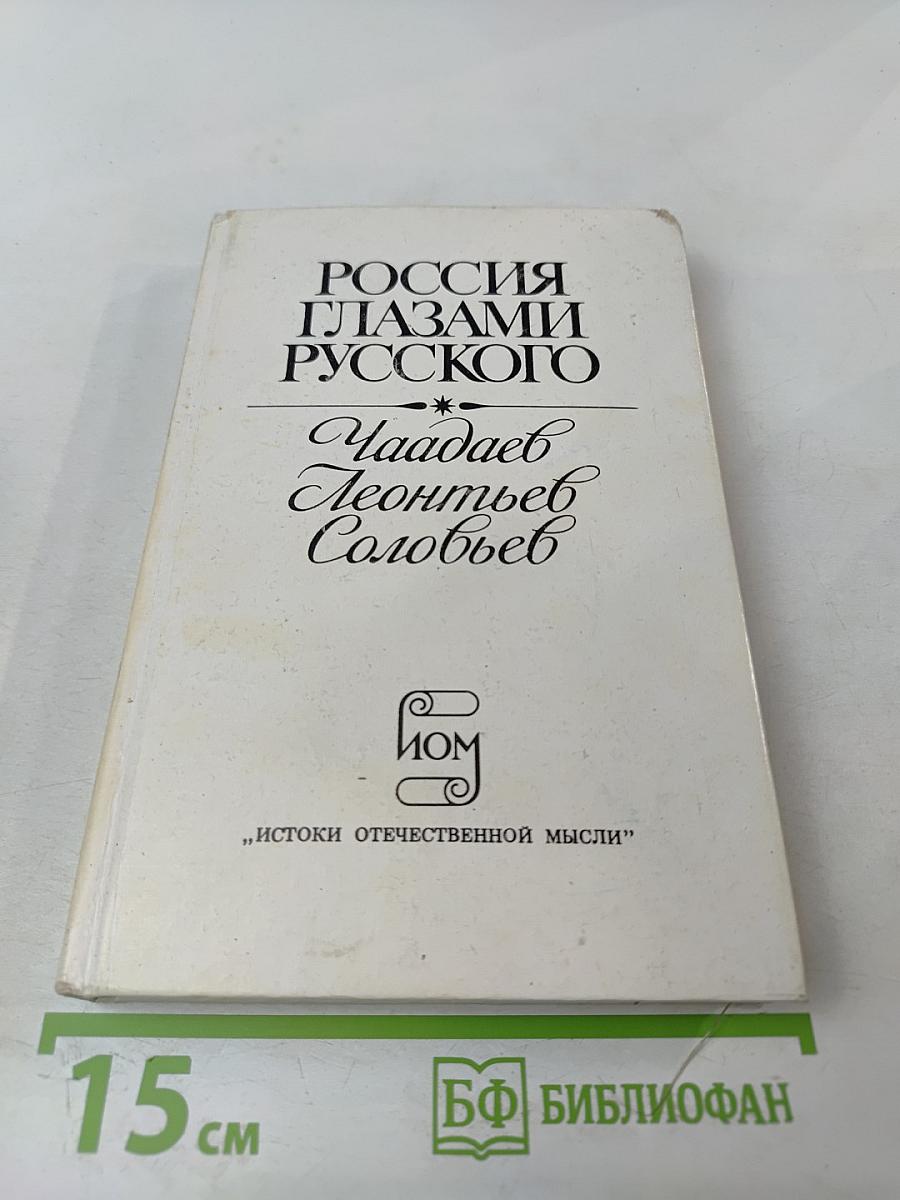 РОССИЯ
ГЛАЗАМИ
РУССКОГО
Чаадаев
Леонтьев
Соловьев
ИОМ
„ИСТОКИ ОТЕЧЕСТВЕННОЙ МЫСЛИ”
15 см
БФ БИБЛИОФАН